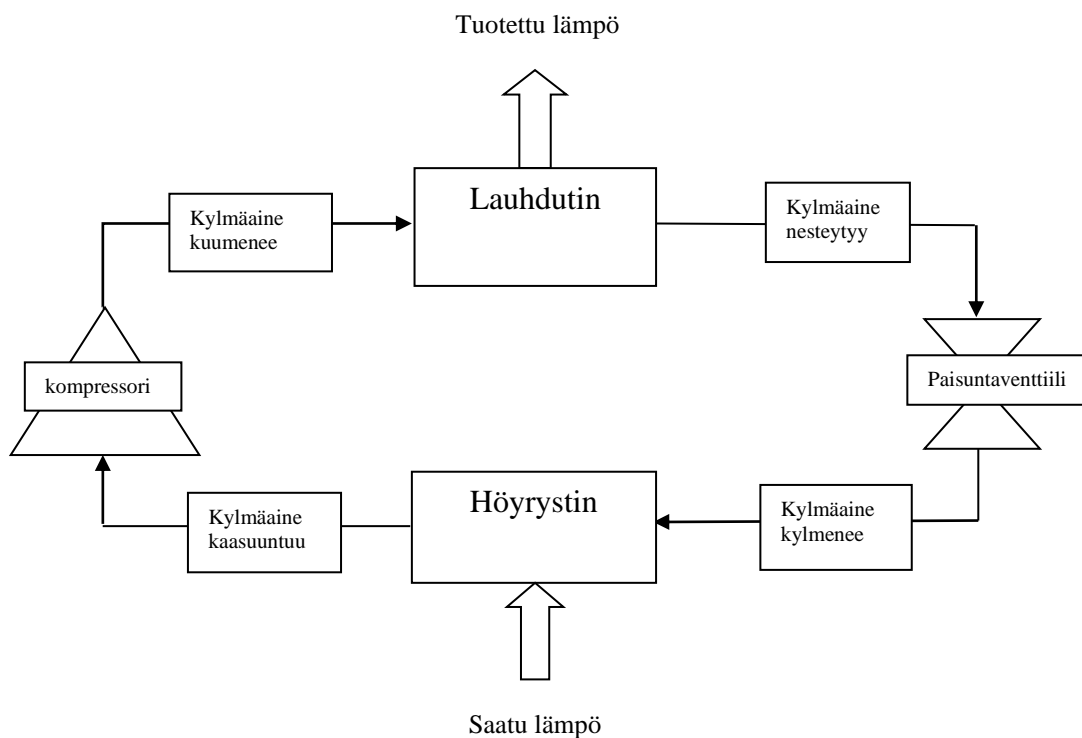 Tuotettu lämpö
Lauhdutin
Kylmäaine
kuumenee
Kylmäaine
nesteytyy
kompressori
Paisuntaventtiili
Höyrystin
Kylmäaine
kaasuuntuu
Kylmäaine
kylmenee
Saatu lämpö